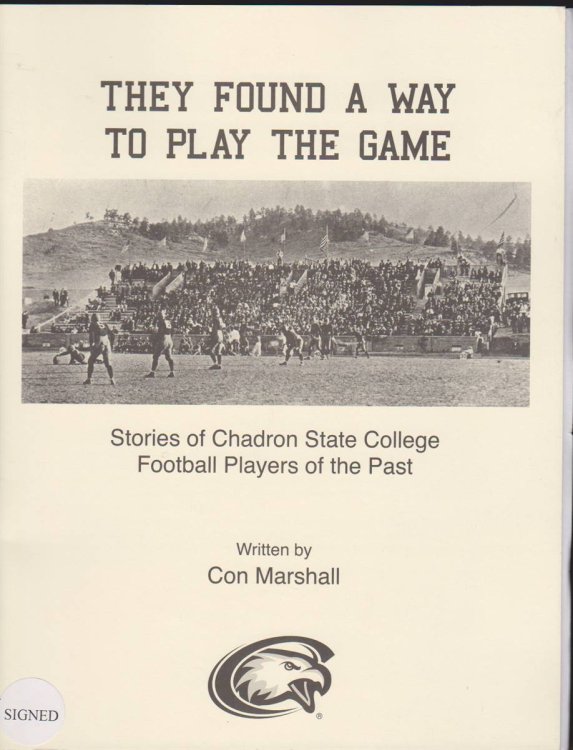 THEY FOUND A WAY
TO PLAY THE GAME
Stories of Chadron State College
Football Players of the Past
Written by
Con Marshall
®
SIGNED